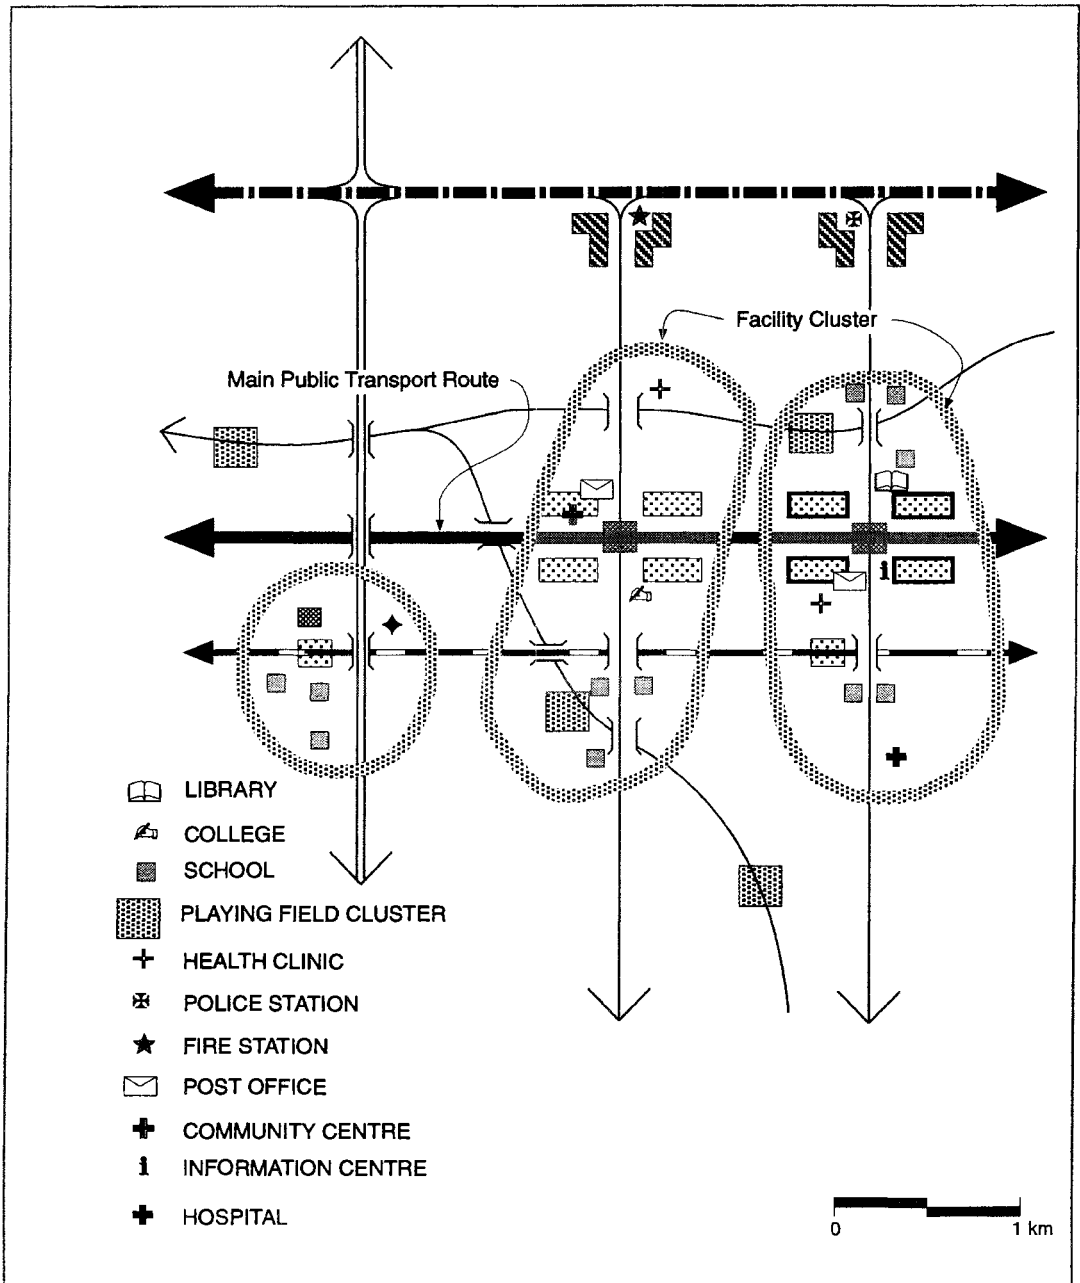 Facility Cluster
Main Public Transport Route
i
LIBRARY
COLLEGE
SCHOOL
PLAYING FIELD CLUSTER
HEALTH CLINIC
POLICE STATION
FIRE STATION
POST OFFICE
COMMUNITY CENTRE
i INFORMATION CENTRE
HOSPITAL
0 1 km